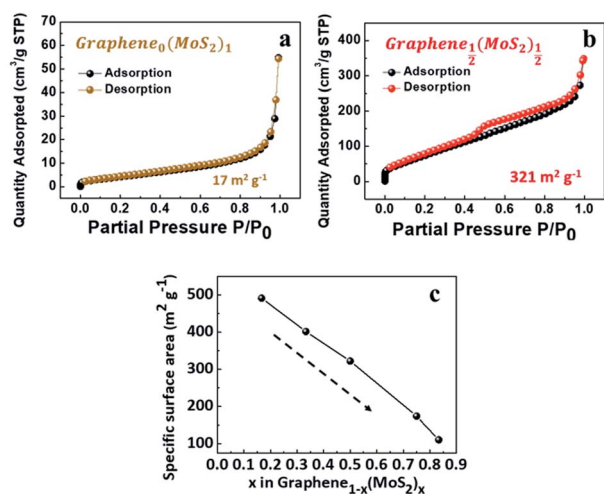 a
Graphene₀(MoS₂)₁
Adsorption
Desorption
17 m² g⁻¹
Quantity Adsorbed (cm³/g STP)
70
60
50
40
30
20
10
0
0.0 0.2 0.4 0.6 0.8 1.0
Partial Pressure P/P₀
b
Graphene½(MoS₂)½
Adsorption
Desorption
321 m² g⁻¹
Quantity Adsorpted (cm³/g STP)
400
300
200
100
0
0.0 0.2 0.4 0.6 0.8 1.0
Partial Pressure P/P₀
c
Specific surface area (m² g⁻¹)
500
400
300
200
100
0.0 0.1 0.2 0.3 0.4 0.5 0.6 0.7 0.8 0.9
x in Graphene₁₋ₓ(MoS₂)ₓ